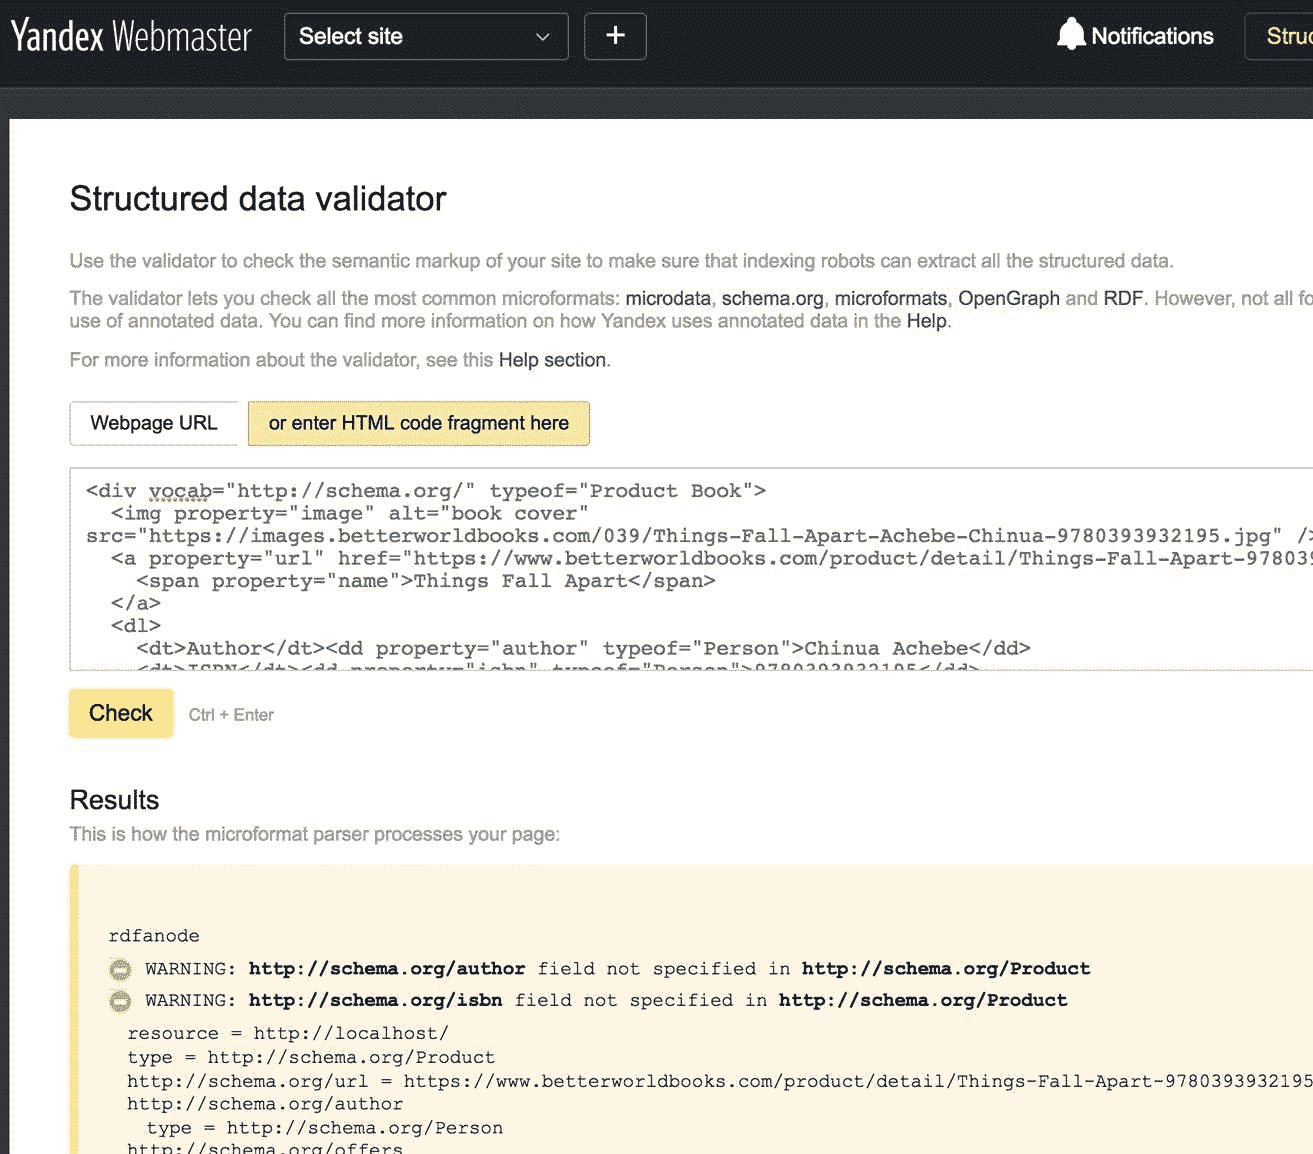 Yandex Webmaster
Select site
+
Notifications
Struc
Structured data validator
Use the validator to check the semantic markup of your site to make sure that indexing robots can extract all the structured data.
The validator lets you check all the most common microformats: microdata, schema.org, microformats, OpenGraph and RDF. However, not all fo
use of annotated data. You can find more information on how Yandex uses annotated data in the Help.
For more information about the validator, see this Help section.
Webpage URL
or enter HTML code fragment here
<div vocab="http://schema.org/" typeof="Product Book">
<img property="image" alt="book cover"
src="https://images.betterworldbooks.com/039/Things-Fall-Apart-Achebe-Chinua-9780393932195.jpg" />
<a property="url" href="https://www.betterworldbooks.com/product/detail/Things-Fall-Apart-978039
<span property="name">Things Fall Apart</span>
</a>
<dl>
<dt>Author</dt><dd property="author" typeof="Person">Chinua Achebe</dd>
<dt>ISBN</dt><dd property="isbn" typeof="Person">9780393932195</dd>
Check
Ctrl + Enter
Results
This is how the microformat parser processes your page:
rdfanode
WARNING: http://schema.org/author field not specified in http://schema.org/Product
WARNING: http://schema.org/isbn field not specified in http://schema.org/Product
resource = http://localhost/
type = http://schema.org/Product
http://schema.org/url = https://www.betterworldbooks.com/product/detail/Things-Fall-Apart-9780393932195
http://schema.org/author
type = http://schema.org/Person
http://schema.org/offers